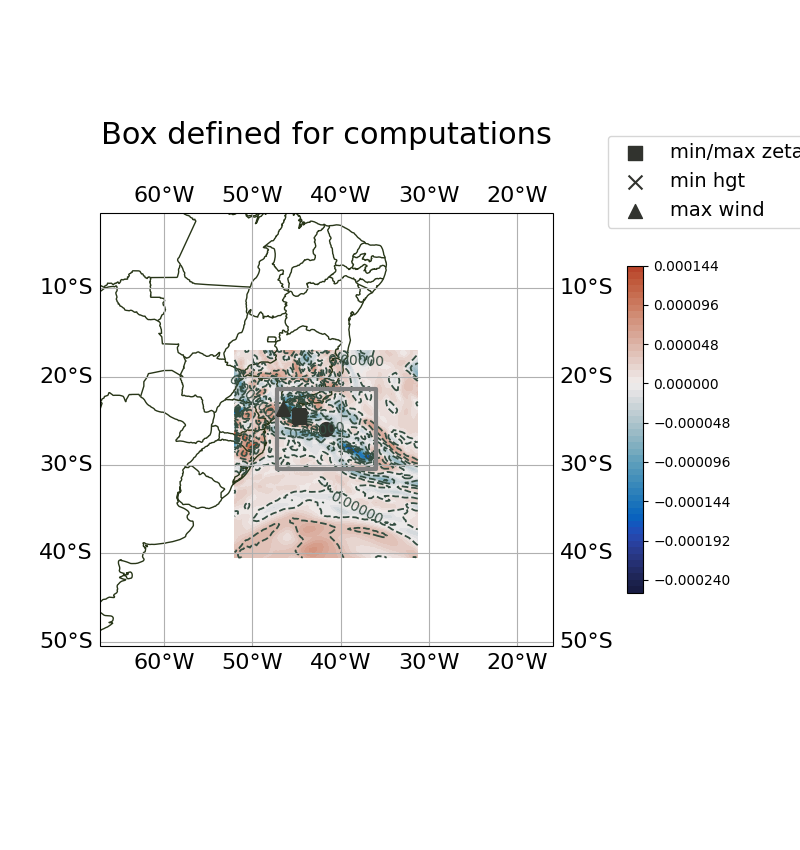 Box defined for computations
min/max zeta
min hgt
max wind
60°W 50°W 40°W 30°W 20°W
10°S 10°S
20°S 20°S
30°S 30°S
40°S 40°S
50°S 50°S
60°W 50°W 40°W 30°W 20°W
0.00000
0.000144
0.000096
0.000048
0.000000
−0.000048
−0.000096
−0.000144
−0.000192
−0.000240